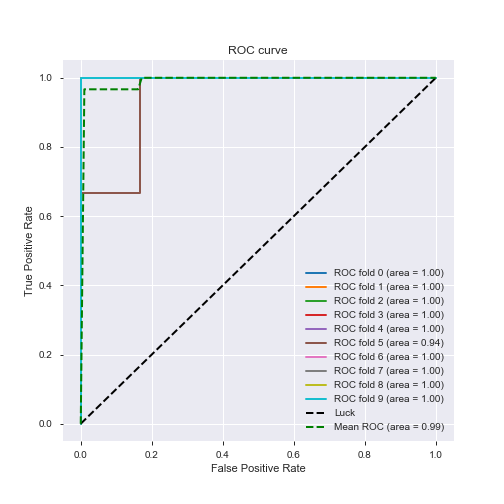 ROC curve
True Positive Rate
1.0
0.8
0.6
0.4
0.2
0.0
ROC fold 0 (area = 1.00)
ROC fold 1 (area = 1.00)
ROC fold 2 (area = 1.00)
ROC fold 3 (area = 1.00)
ROC fold 4 (area = 1.00)
ROC fold 5 (area = 0.94)
ROC fold 6 (area = 1.00)
ROC fold 7 (area = 1.00)
ROC fold 8 (area = 1.00)
ROC fold 9 (area = 1.00)
Luck
Mean ROC (area = 0.99)
0.0 0.2 0.4 0.6 0.8 1.0
False Positive Rate